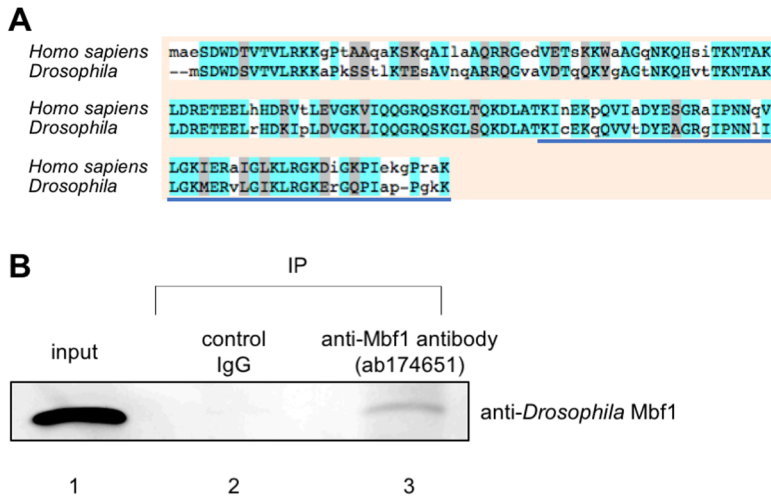 A
Homo sapiens maeSDWDTVTVLRKKgPtAAqaKSKqAIlaAQRRGedVETsKKWaAGqNKQHsiTKNTAK
Drosophila --mSDWDSVTVLRKKaPkSStlKTEsAVnqARRQGvaVDTqQKYgAGtNKQHvtTKNTAK
Homo sapiens LDRETEELhHDRVtLEVGKVIQQGRQSKGLTQKDLATKInEKpQVIaDYESGRaIPNNqV
Drosophila LDRETEELrHDKIpLDVGKLIQQGRQSKGLSQKDLATKIcEKqQVVtDYEAGRgIPNNlI
Homo sapiens LGKIERaIGLKLRGKDiGKPIekgPraK
Drosophila LGKMERvLGIKLRGKErGQPIap-PgkK
B
IP
input
control
IgG
anti-Mbf1 antibody
(ab174651)
anti-Drosophila Mbf1
1 2 3